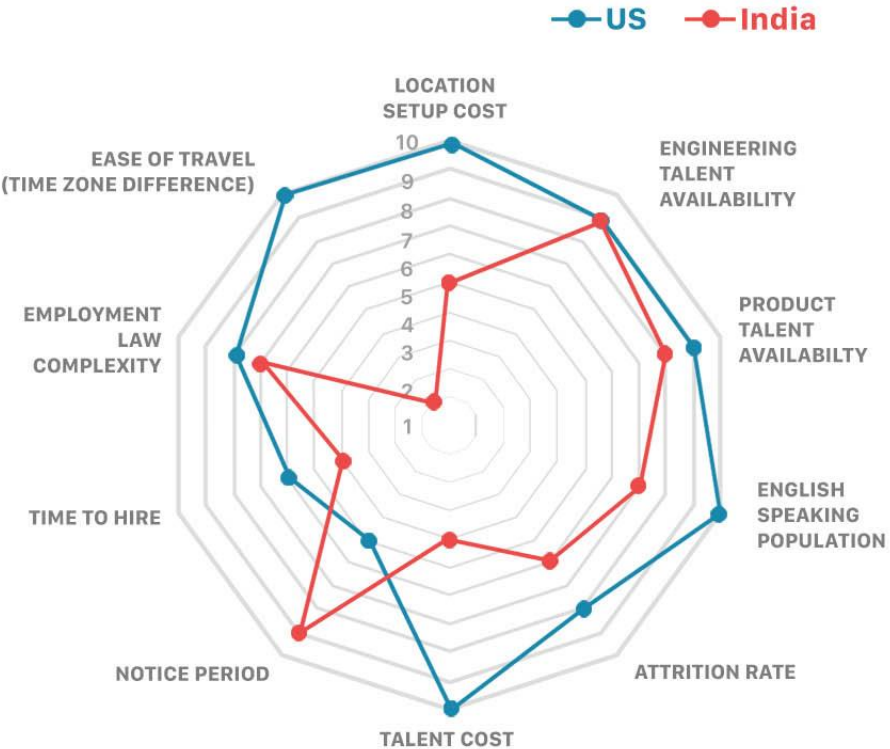 US India
LOCATION
SETUP COST
ENGINEERING
TALENT
AVAILABILITY
PRODUCT
TALENT
AVAILABILTY
ENGLISH
SPEAKING
POPULATION
ATTRITION RATE
TALENT COST
NOTICE PERIOD
TIME TO HIRE
EMPLOYMENT
LAW
COMPLEXITY
EASE OF TRAVEL
(TIME ZONE DIFFERENCE)
10
9
8
7
6
5
4
3
2
1